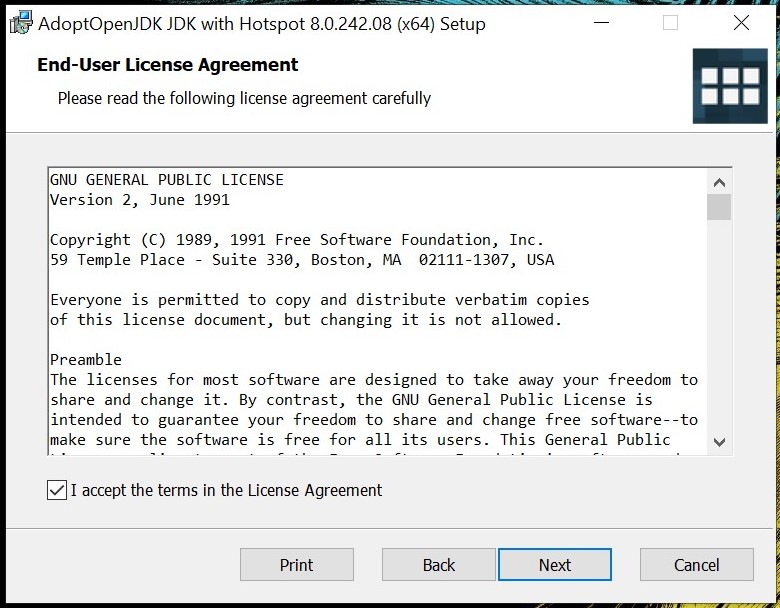 AdoptOpenJDK JDK with Hotspot 8.0.242.08 (x64) Setup
End-User License Agreement
Please read the following license agreement carefully
GNU GENERAL PUBLIC LICENSE
Version 2, June 1991
Copyright (C) 1989, 1991 Free Software Foundation, Inc.
59 Temple Place - Suite 330, Boston, MA  02111-1307, USA
Everyone is permitted to copy and distribute verbatim copies
of this license document, but changing it is not allowed.
Preamble
The licenses for most software are designed to take away your freedom to
share and change it. By contrast, the GNU General Public License is
intended to guarantee your freedom to share and change free software--to
make sure the software is free for all its users. This General Public
I accept the terms in the License Agreement
Print
Back
Next
Cancel